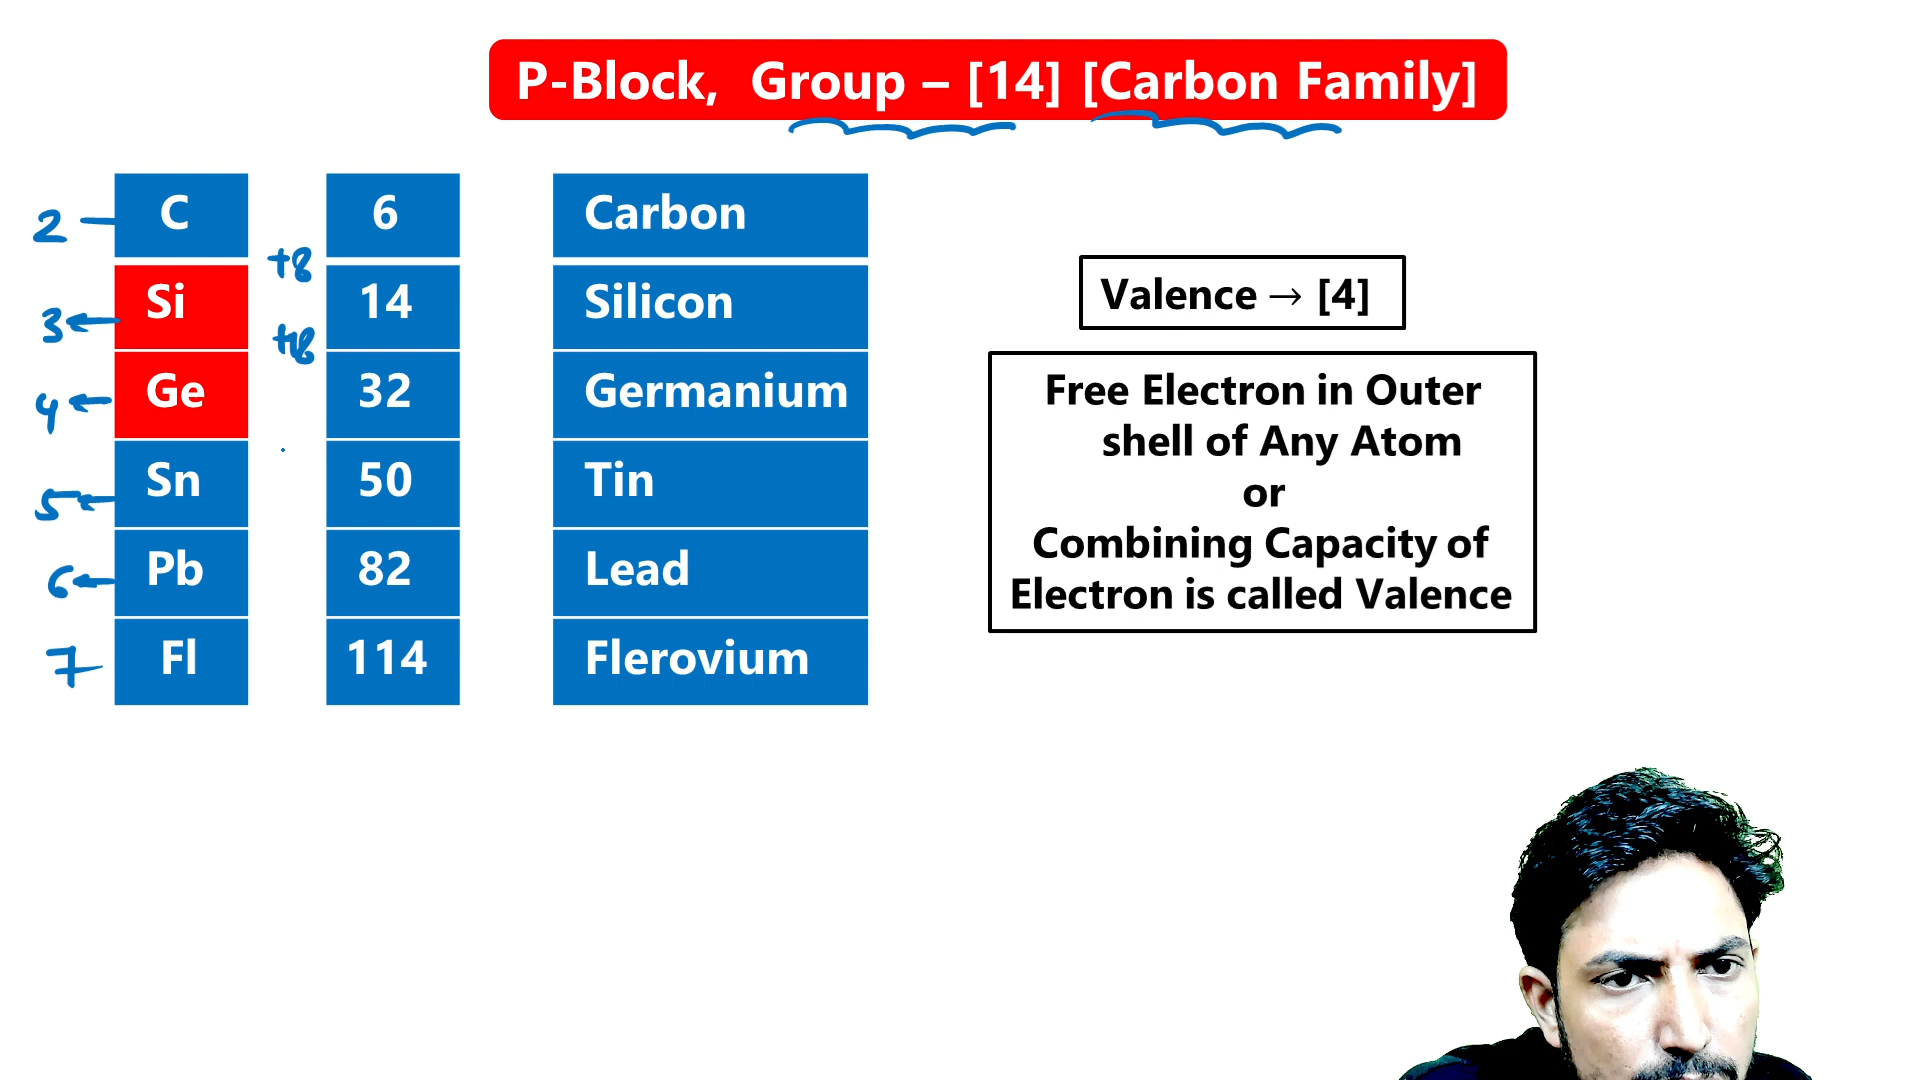 P-Block, Group – [14] [Carbon Family]
2 C 6 Carbon
+8
3 Si 14 Silicon
+18
4 Ge 32 Germanium
5 Sn 50 Tin
6 Pb 82 Lead
7 Fl 114 Flerovium
Valence → [4]
Free Electron in Outer
shell of Any Atom
or
Combining Capacity of
Electron is called Valence